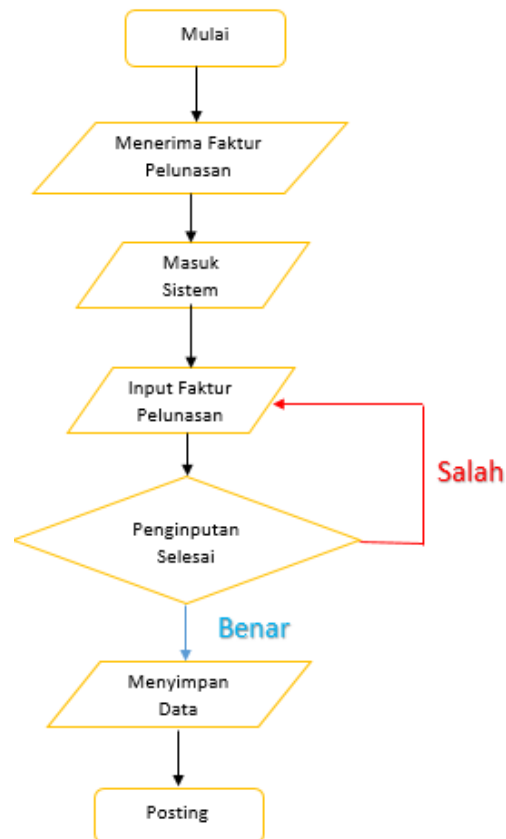 Mulai
Menerima Faktur
Pelunasan
Masuk
Sistem
Input Faktur
Pelunasan
Salah
Penginputan
Selesai
Benar
Menyimpan
Data
Posting